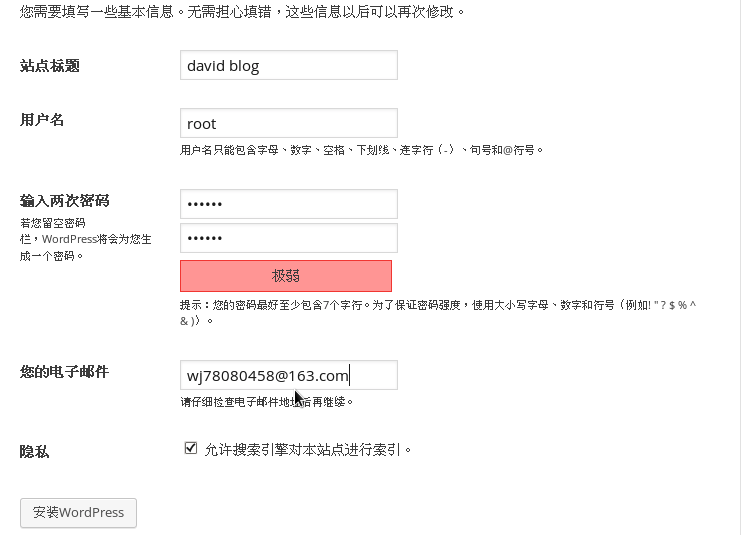 您需要填写一些基本信息。无需担心填错，这些信息以后可以再次修改。
站点标题
david blog
用户名
root
用户名只能包含字母、数字、空格、下划线、连字符（-）、句号和@符号。
输入两次密码
若您留空密码
栏，WordPress将会为您生
成一个密码。
••••••
••••••
极弱
提示：您的密码最好至少包含7个字符。为了保证密码强度，使用大小写字母、数字和符号（例如! " ? $ % ^
& )）。
您的电子邮件
wj78080458@163.com
请仔细检查电子邮件地址后再继续。
隐私
允许搜索引擎对本站点进行索引。
安装WordPress